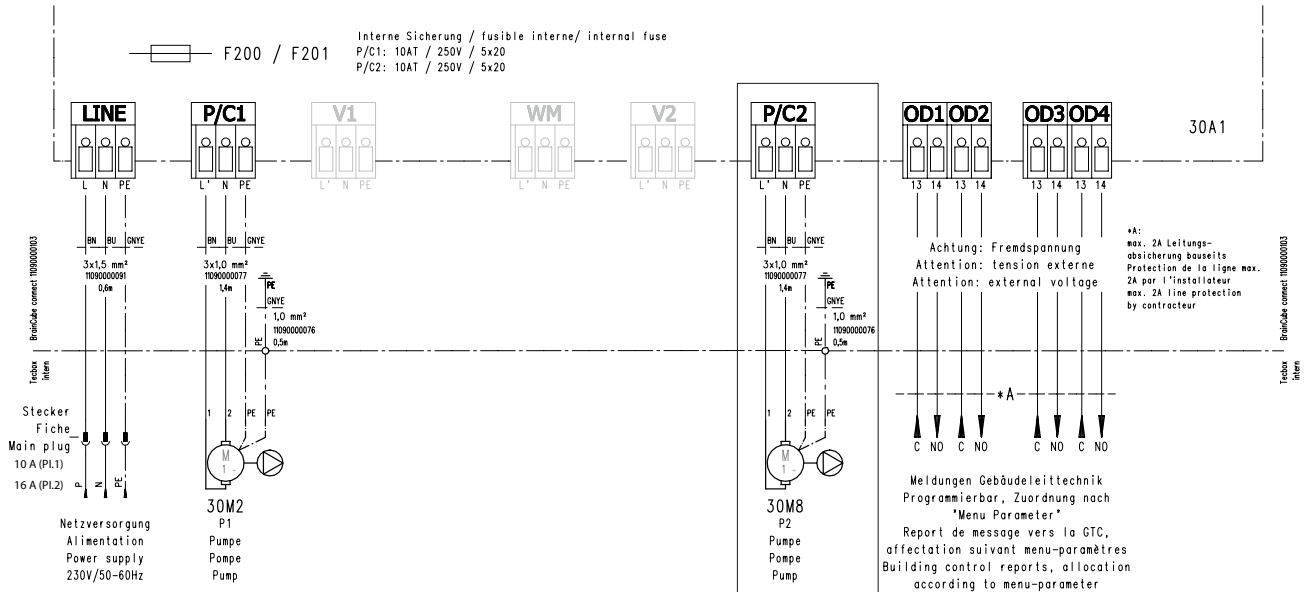 F200 / F201
Interne Sicherung / fusible interne/ internal fuse
P/C1: 10AT / 250V / 5x20
P/C2: 10AT / 250V / 5x20
LINE
P/C1
V1
WM
V2
P/C2
OD1 OD2
OD3 OD4
30A1
L N PE
L' N PE
L' N PE
L' N PE
L' N PE
L' N PE
13 14 13 14
13 14 13 14
BN BU GNYE
3x1,5 mm²
11090000091
0,6m
BN BU GNYE
3x1,0 mm²
11090000077
1,4m
PE
GNYE
1,0 mm²
11090000076
0,5m
PE
BN BU GNYE
3x1,0 mm²
11090000077
1,4m
PE
GNYE
1,0 mm²
11090000076
0,5m
PE
Achtung: Fremdspannung
Attention: tension externe
Attention: external voltage
*A:
max. 2A Leitungs-
absicherung bauseits
Protection de la ligne max.
2A par l'installateur
max. 2A line protection
by contracteur
BrainCube connect 11090000103
Tecbox
intern
BrainCube connect 11090000103
Tecbox
intern
Stecker
Fiche
Main plug
10 A (Pl.1)
16 A (Pl.2)
P N PE
Netzversorgung
Alimentation
Power supply
230V/50-60Hz
1 2 PE PE
M
1~
30M2
P1
Pumpe
Pompe
Pump
1 2 PE PE
M
1~
30M8
P2
Pumpe
Pompe
Pump
*A
C NO C NO
C NO C NO
Meldungen Gebäudeleittechnik
Programmierbar, Zuordnung nach
"Menu Parameter"
Report de message vers la GTC,
affectation suivant menu-paramètres
Building control reports, allocation
according to menu-parameter